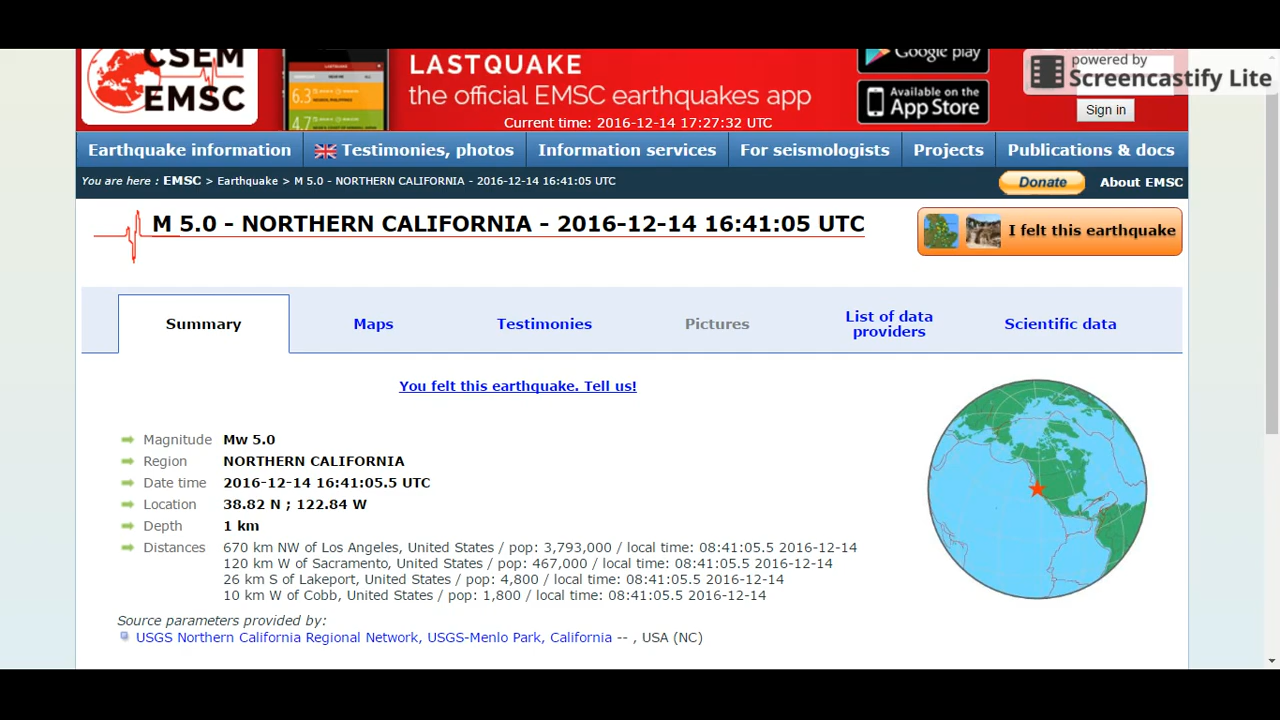 CSEM
EMSC
LASTQUAKE
the official EMSC earthquakes app
Current time: 2016-12-14 17:27:32 UTC
6.3
4.7
Google play
Available on the
App Store
powered by
Screencastify Lite
Sign in
Earthquake information
Testimonies, photos
Information services
For seismologists
Projects
Publications & docs
You are here : EMSC > Earthquake > M 5.0 - NORTHERN CALIFORNIA - 2016-12-14 16:41:05 UTC
Donate
About EMSC
M 5.0 - NORTHERN CALIFORNIA - 2016-12-14 16:41:05 UTC
I felt this earthquake
Summary
Maps
Testimonies
Pictures
List of data
providers
Scientific data
You felt this earthquake. Tell us!
Magnitude Mw 5.0
Region NORTHERN CALIFORNIA
Date time 2016-12-14 16:41:05.5 UTC
Location 38.82 N ; 122.84 W
Depth 1 km
Distances 670 km NW of Los Angeles, United States / pop: 3,793,000 / local time: 08:41:05.5 2016-12-14
120 km W of Sacramento, United States / pop: 467,000 / local time: 08:41:05.5 2016-12-14
26 km S of Lakeport, United States / pop: 4,800 / local time: 08:41:05.5 2016-12-14
10 km W of Cobb, United States / pop: 1,800 / local time: 08:41:05.5 2016-12-14
Source parameters provided by:
USGS Northern California Regional Network, USGS-Menlo Park, California -- , USA (NC)